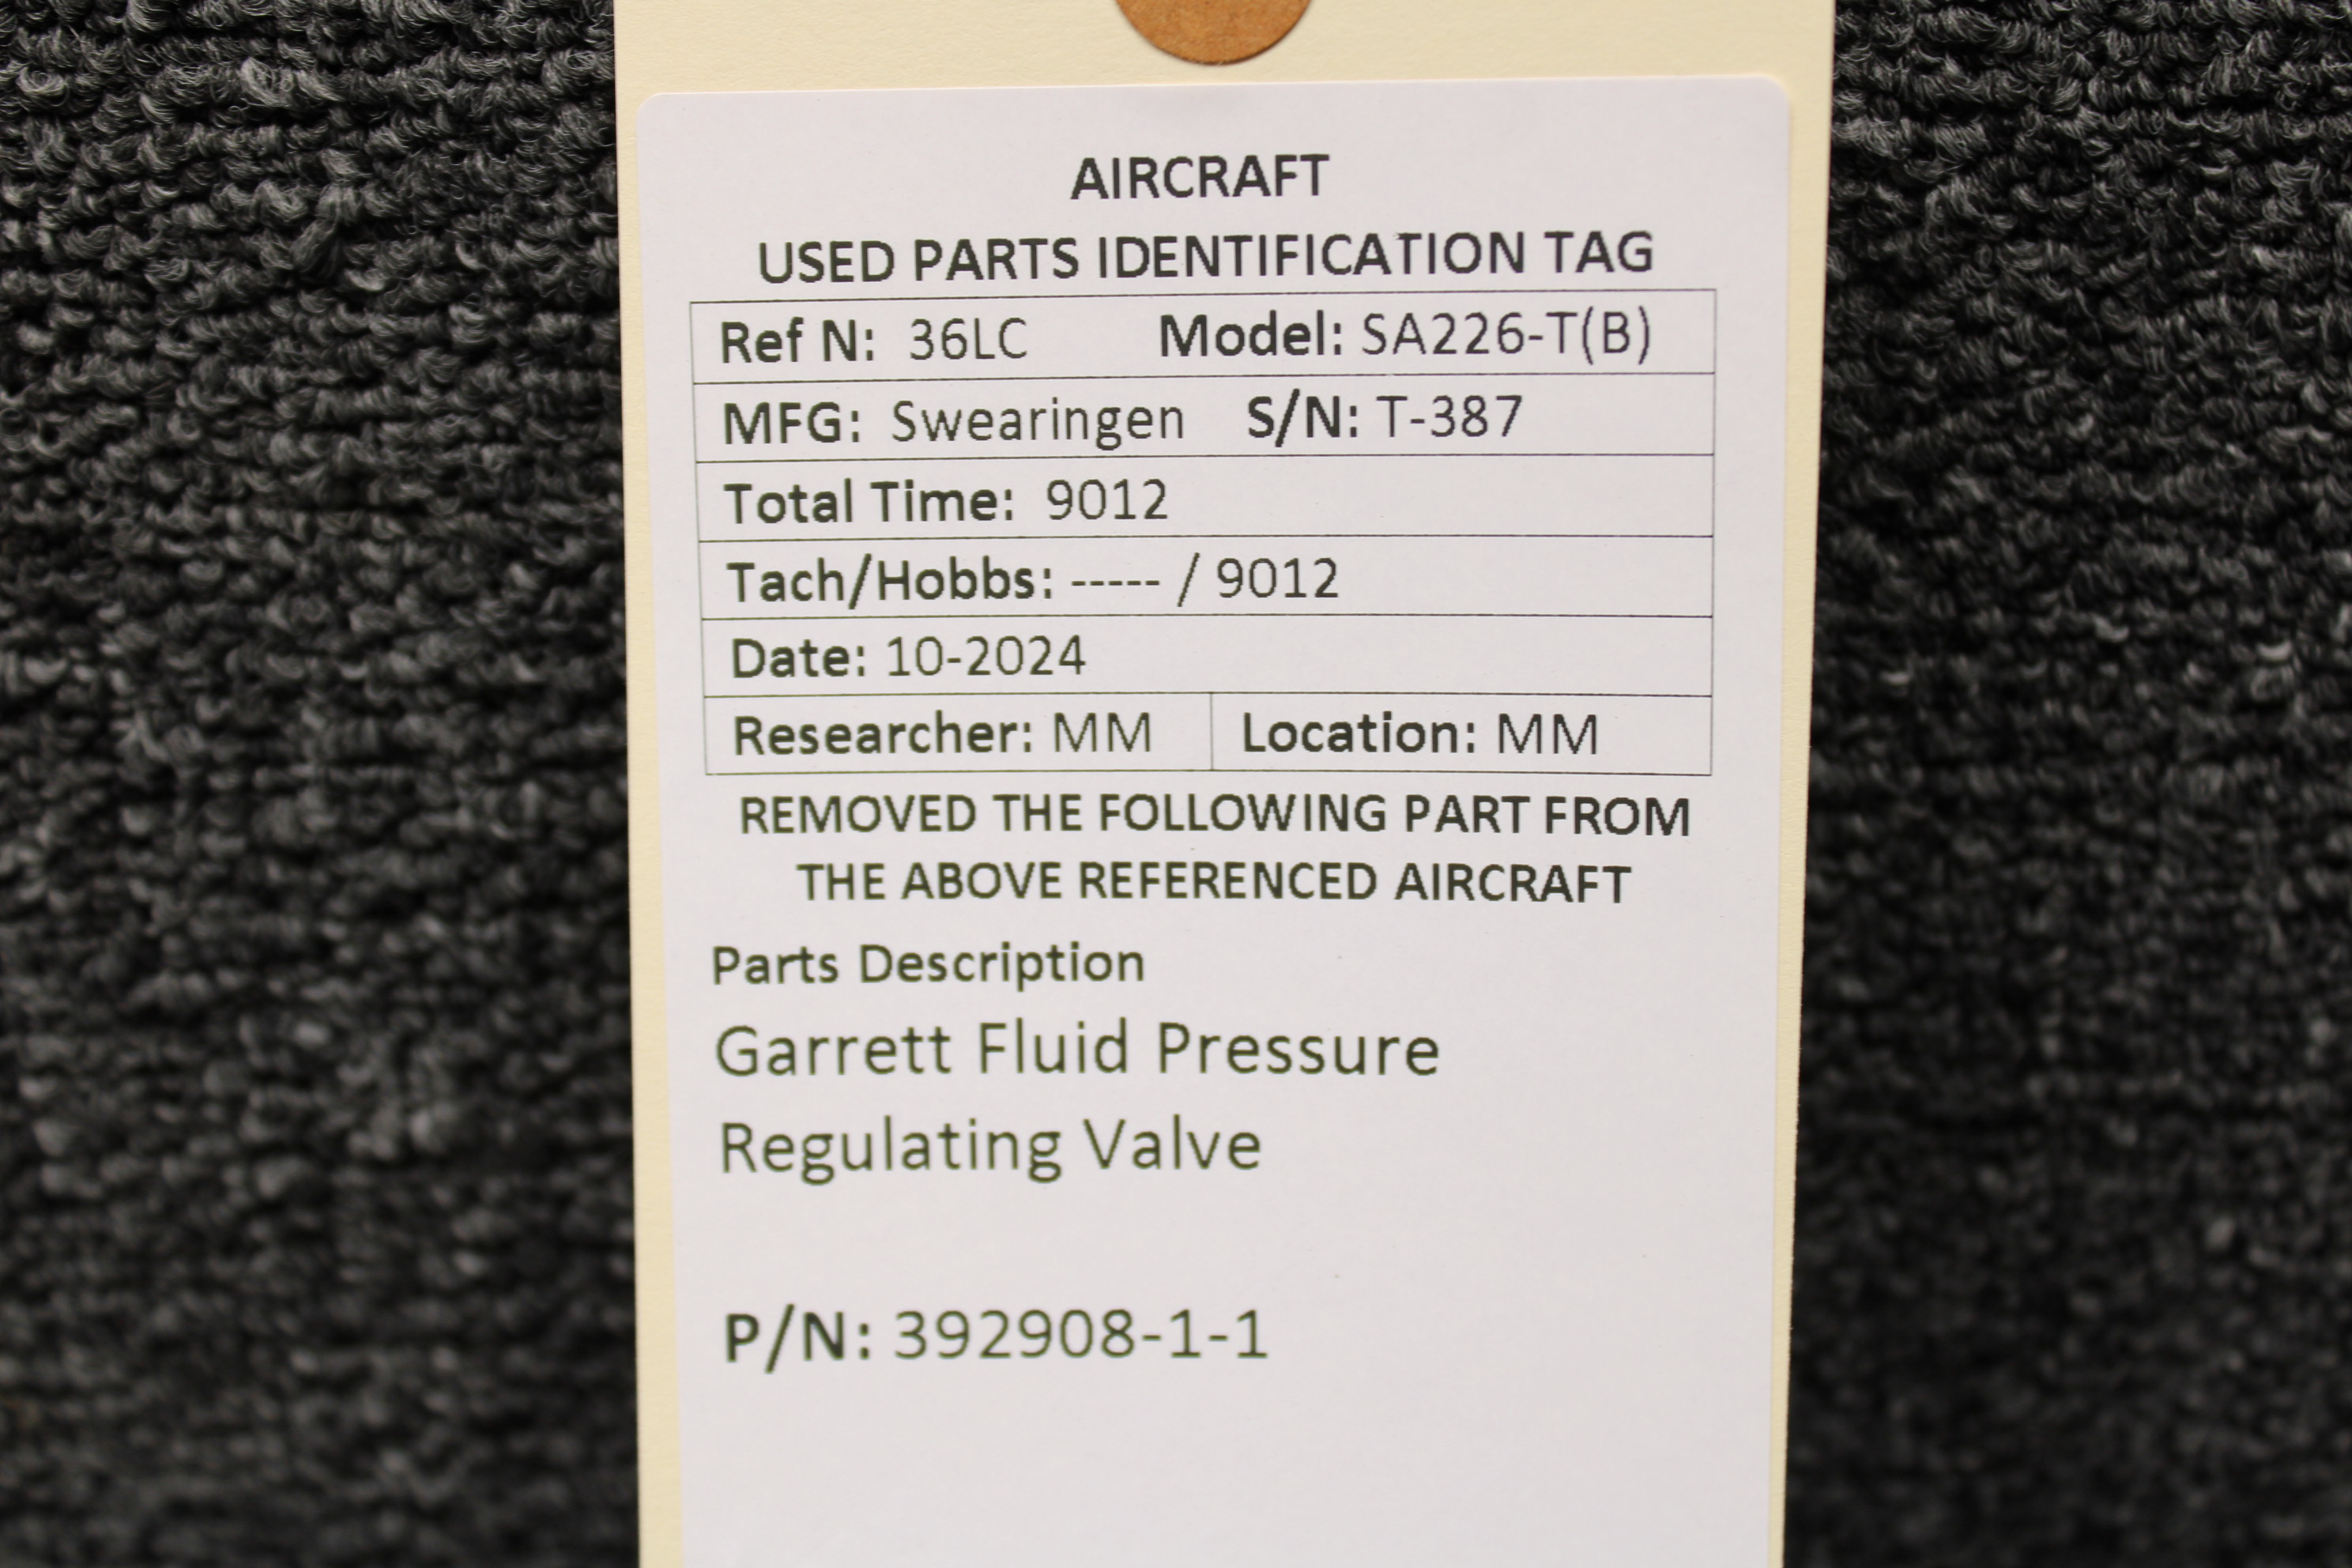 AIRCRAFT
USED PARTS IDENTIFICATION TAG
Ref N: 36LC Model: SA226-T(B)
MFG: Swearingen S/N: T-387
Total Time: 9012
Tach/Hobbs: ----- / 9012
Date: 10-2024
Researcher: MM Location: MM
REMOVED THE FOLLOWING PART FROM
THE ABOVE REFERENCED AIRCRAFT
Parts Description
Garrett Fluid Pressure
Regulating Valve
P/N: 392908-1-1